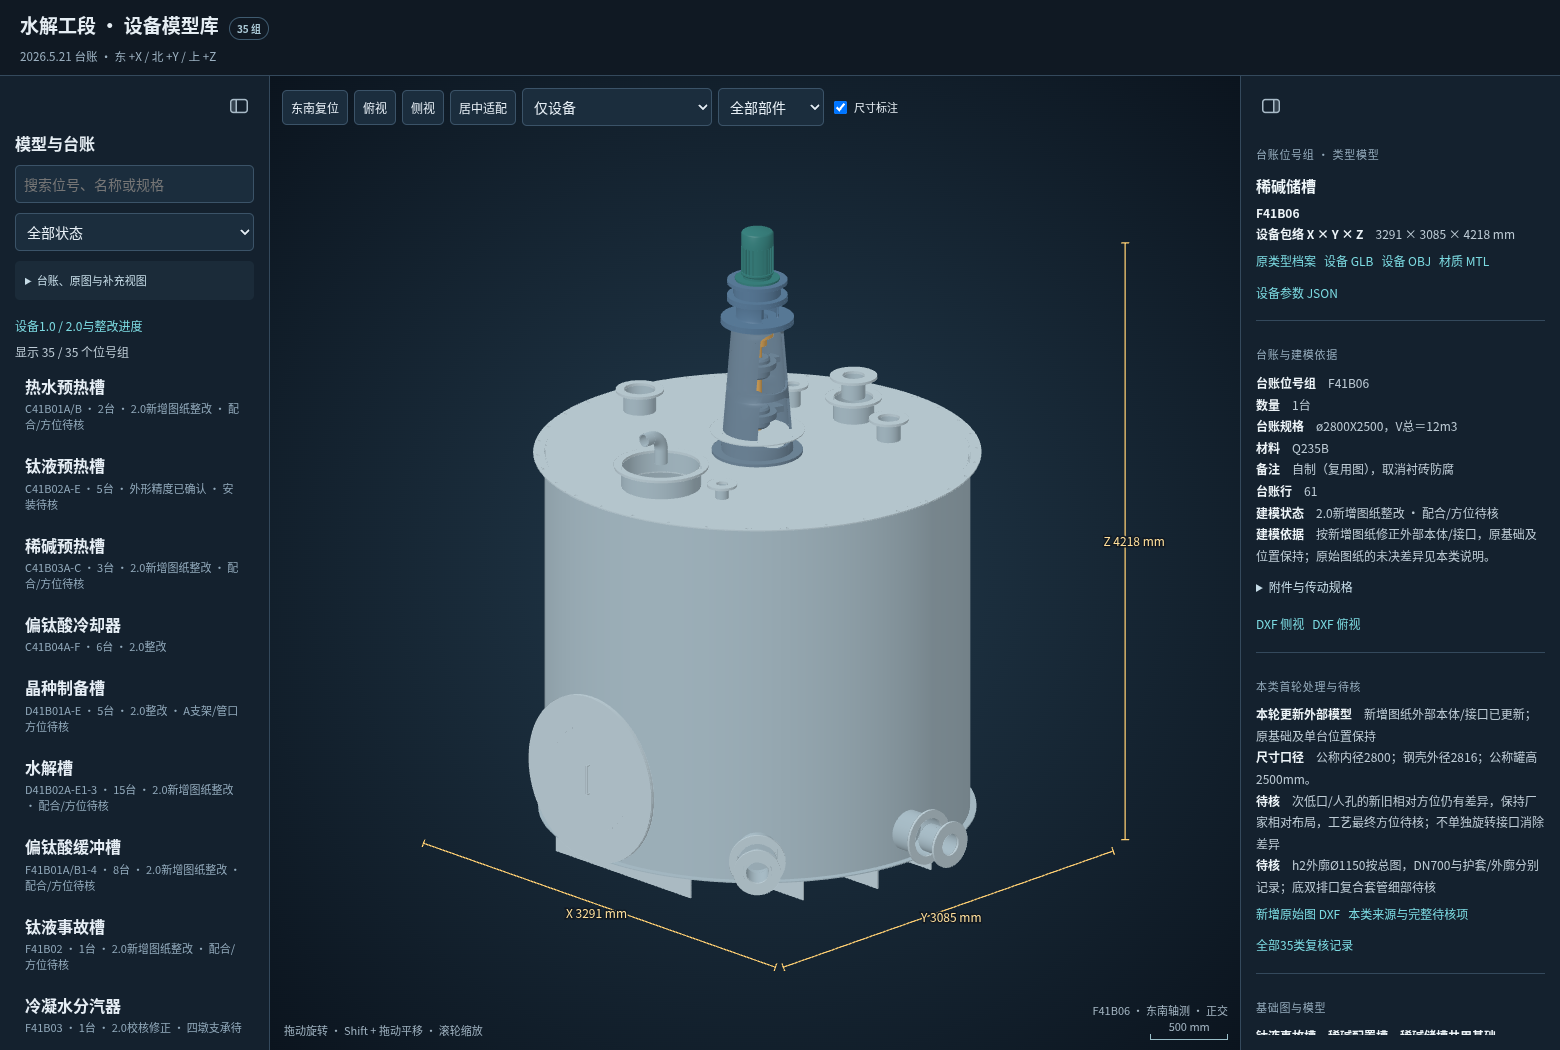 水解工段 · 设备模型库 35 组
2026.5.21 台账 · 东 +X / 北 +Y / 上 +Z
模型与台账
搜索位号、名称或规格
全部状态
▸ 台账、原图与补充视图
设备1.0 / 2.0与整改进度
显示 35 / 35 个位号组
热水预热槽
C41B01A/B · 2台 · 2.0新增图纸整改 · 配
合/方位待核
钛液预热槽
C41B02A-E · 5台 · 外形精度已确认 · 安
装待核
稀碱预热槽
C41B03A-C · 3台 · 2.0新增图纸整改 · 配
合/方位待核
偏钛酸冷却器
C41B04A-F · 6台 · 2.0整改
晶种制备槽
D41B01A-E · 5台 · 2.0整改 · A支架/管口
方位待核
水解槽
D41B02A-E1-3 · 15台 · 2.0新增图纸整改
· 配合/方位待核
偏钛酸缓冲槽
F41B01A/B1-4 · 8台 · 2.0新增图纸整改 ·
配合/方位待核
钛液事故槽
F41B02 · 1台 · 2.0新增图纸整改 · 配合/
方位待核
冷凝水分汽器
F41B03 · 1台 · 2.0校核修正 · 四墩支承待
东南复位 俯视 侧视 居中适配 仅设备 全部部件 尺寸标注
Z 4218 mm
X 3291 mm
Y 3085 mm
拖动旋转 · Shift + 拖动平移 · 滚轮缩放
F41B06 · 东南轴测 · 正交
500 mm
台账位号组 · 类型模型
稀碱储槽
F41B06
设备包络 X × Y × Z 3291 × 3085 × 4218 mm
原类型档案 设备 GLB 设备 OBJ 材质 MTL
设备参数 JSON
台账与建模依据
台账位号组 F41B06
数量 1台
台账规格 ø2800X2500，V总＝12m3
材料 Q235B
备注 自制（复用图），取消衬砖防腐
台账行 61
建模状态 2.0新增图纸整改 · 配合/方位待核
建模依据 按新增图纸修正外部本体/接口，原基础及
位置保持；原始图纸的未决差异见本类说明。
▸ 附件与传动规格
DXF 侧视 DXF 俯视
本类首轮处理与待核
本轮更新外部模型 新增图纸外部本体/接口已更新；
原基础及单台位置保持
尺寸口径 公称内径2800；钢壳外径2816；公称罐高
2500mm。
待核 次低口/人孔的新旧相对方位仍有差异，保持厂
家相对布局，工艺最终方位待核；不单独旋转接口消除
差异
待核 h2外廓Ø1150按总图，DN700与护套/外廓分别
记录；底双排口复合套管细部待核
新增原始图 DXF 本类来源与完整待核项
全部35类复核记录
基础图与模型
钛液事故槽、稀碱配置槽、稀碱储槽共用基础